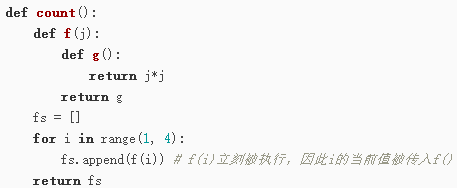 def count():
    def f(j):
        def g():
            return j*j
        return g
    fs = []
    for i in range(1, 4):
        fs.append(f(i)) # f(i)立刻被执行，因此i的当前值被传入f()
    return fs